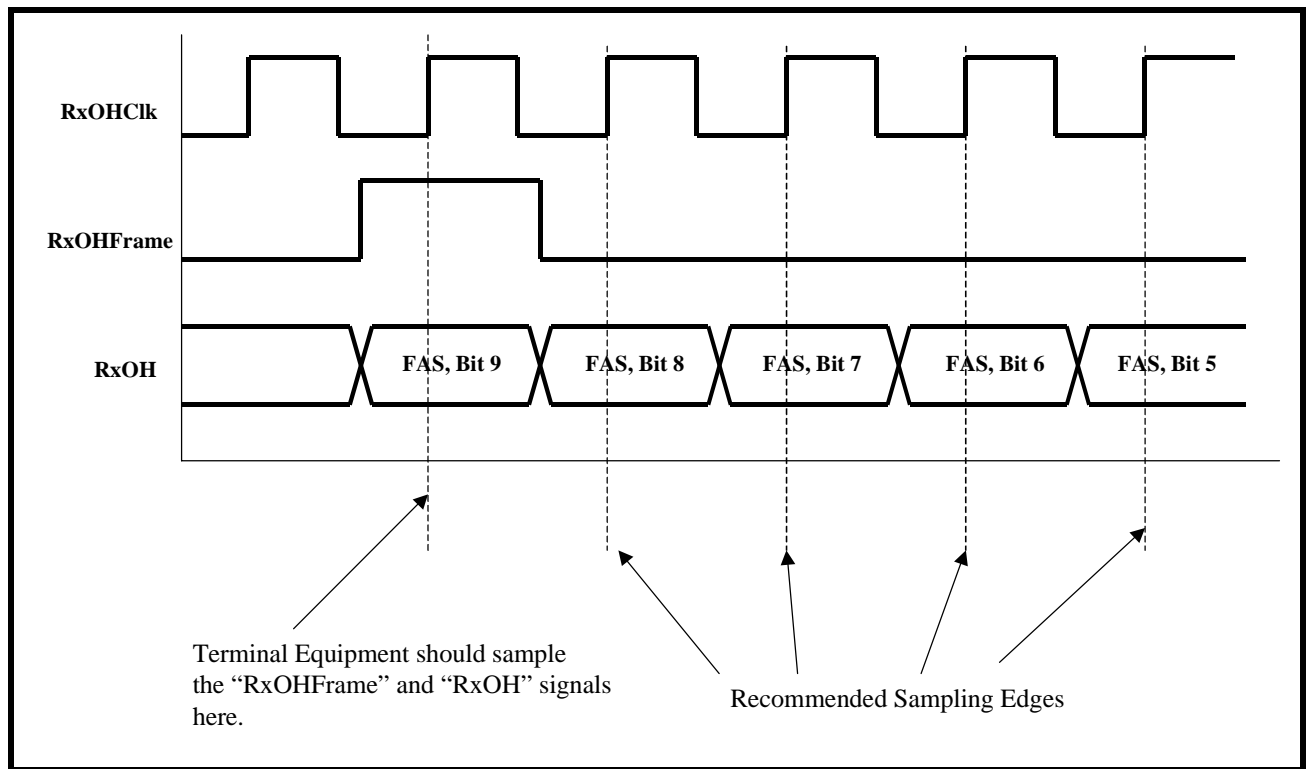 RxOHClk
RxOHFrame
RxOH
FAS, Bit 9
FAS, Bit 8
FAS, Bit 7
FAS, Bit 6
FAS, Bit 5
Terminal Equipment should sample
the “RxOHFrame” and “RxOH” signals
here.
Recommended Sampling Edges